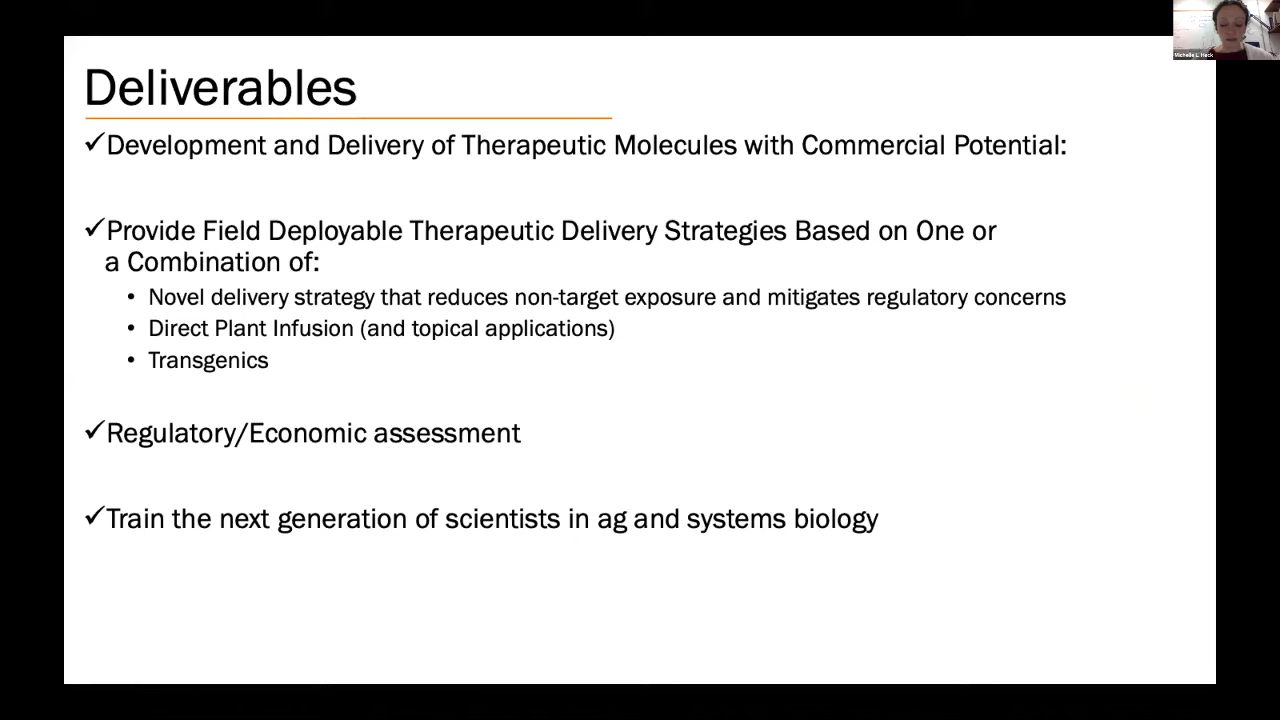 Deliverables
✓Development and Delivery of Therapeutic Molecules with Commercial Potential:
✓Provide Field Deployable Therapeutic Delivery Strategies Based on One or
a Combination of:
• Novel delivery strategy that reduces non-target exposure and mitigates regulatory concerns
• Direct Plant Infusion (and topical applications)
• Transgenics
✓Regulatory/Economic assessment
✓Train the next generation of scientists in ag and systems biology
Michelle L. Heck